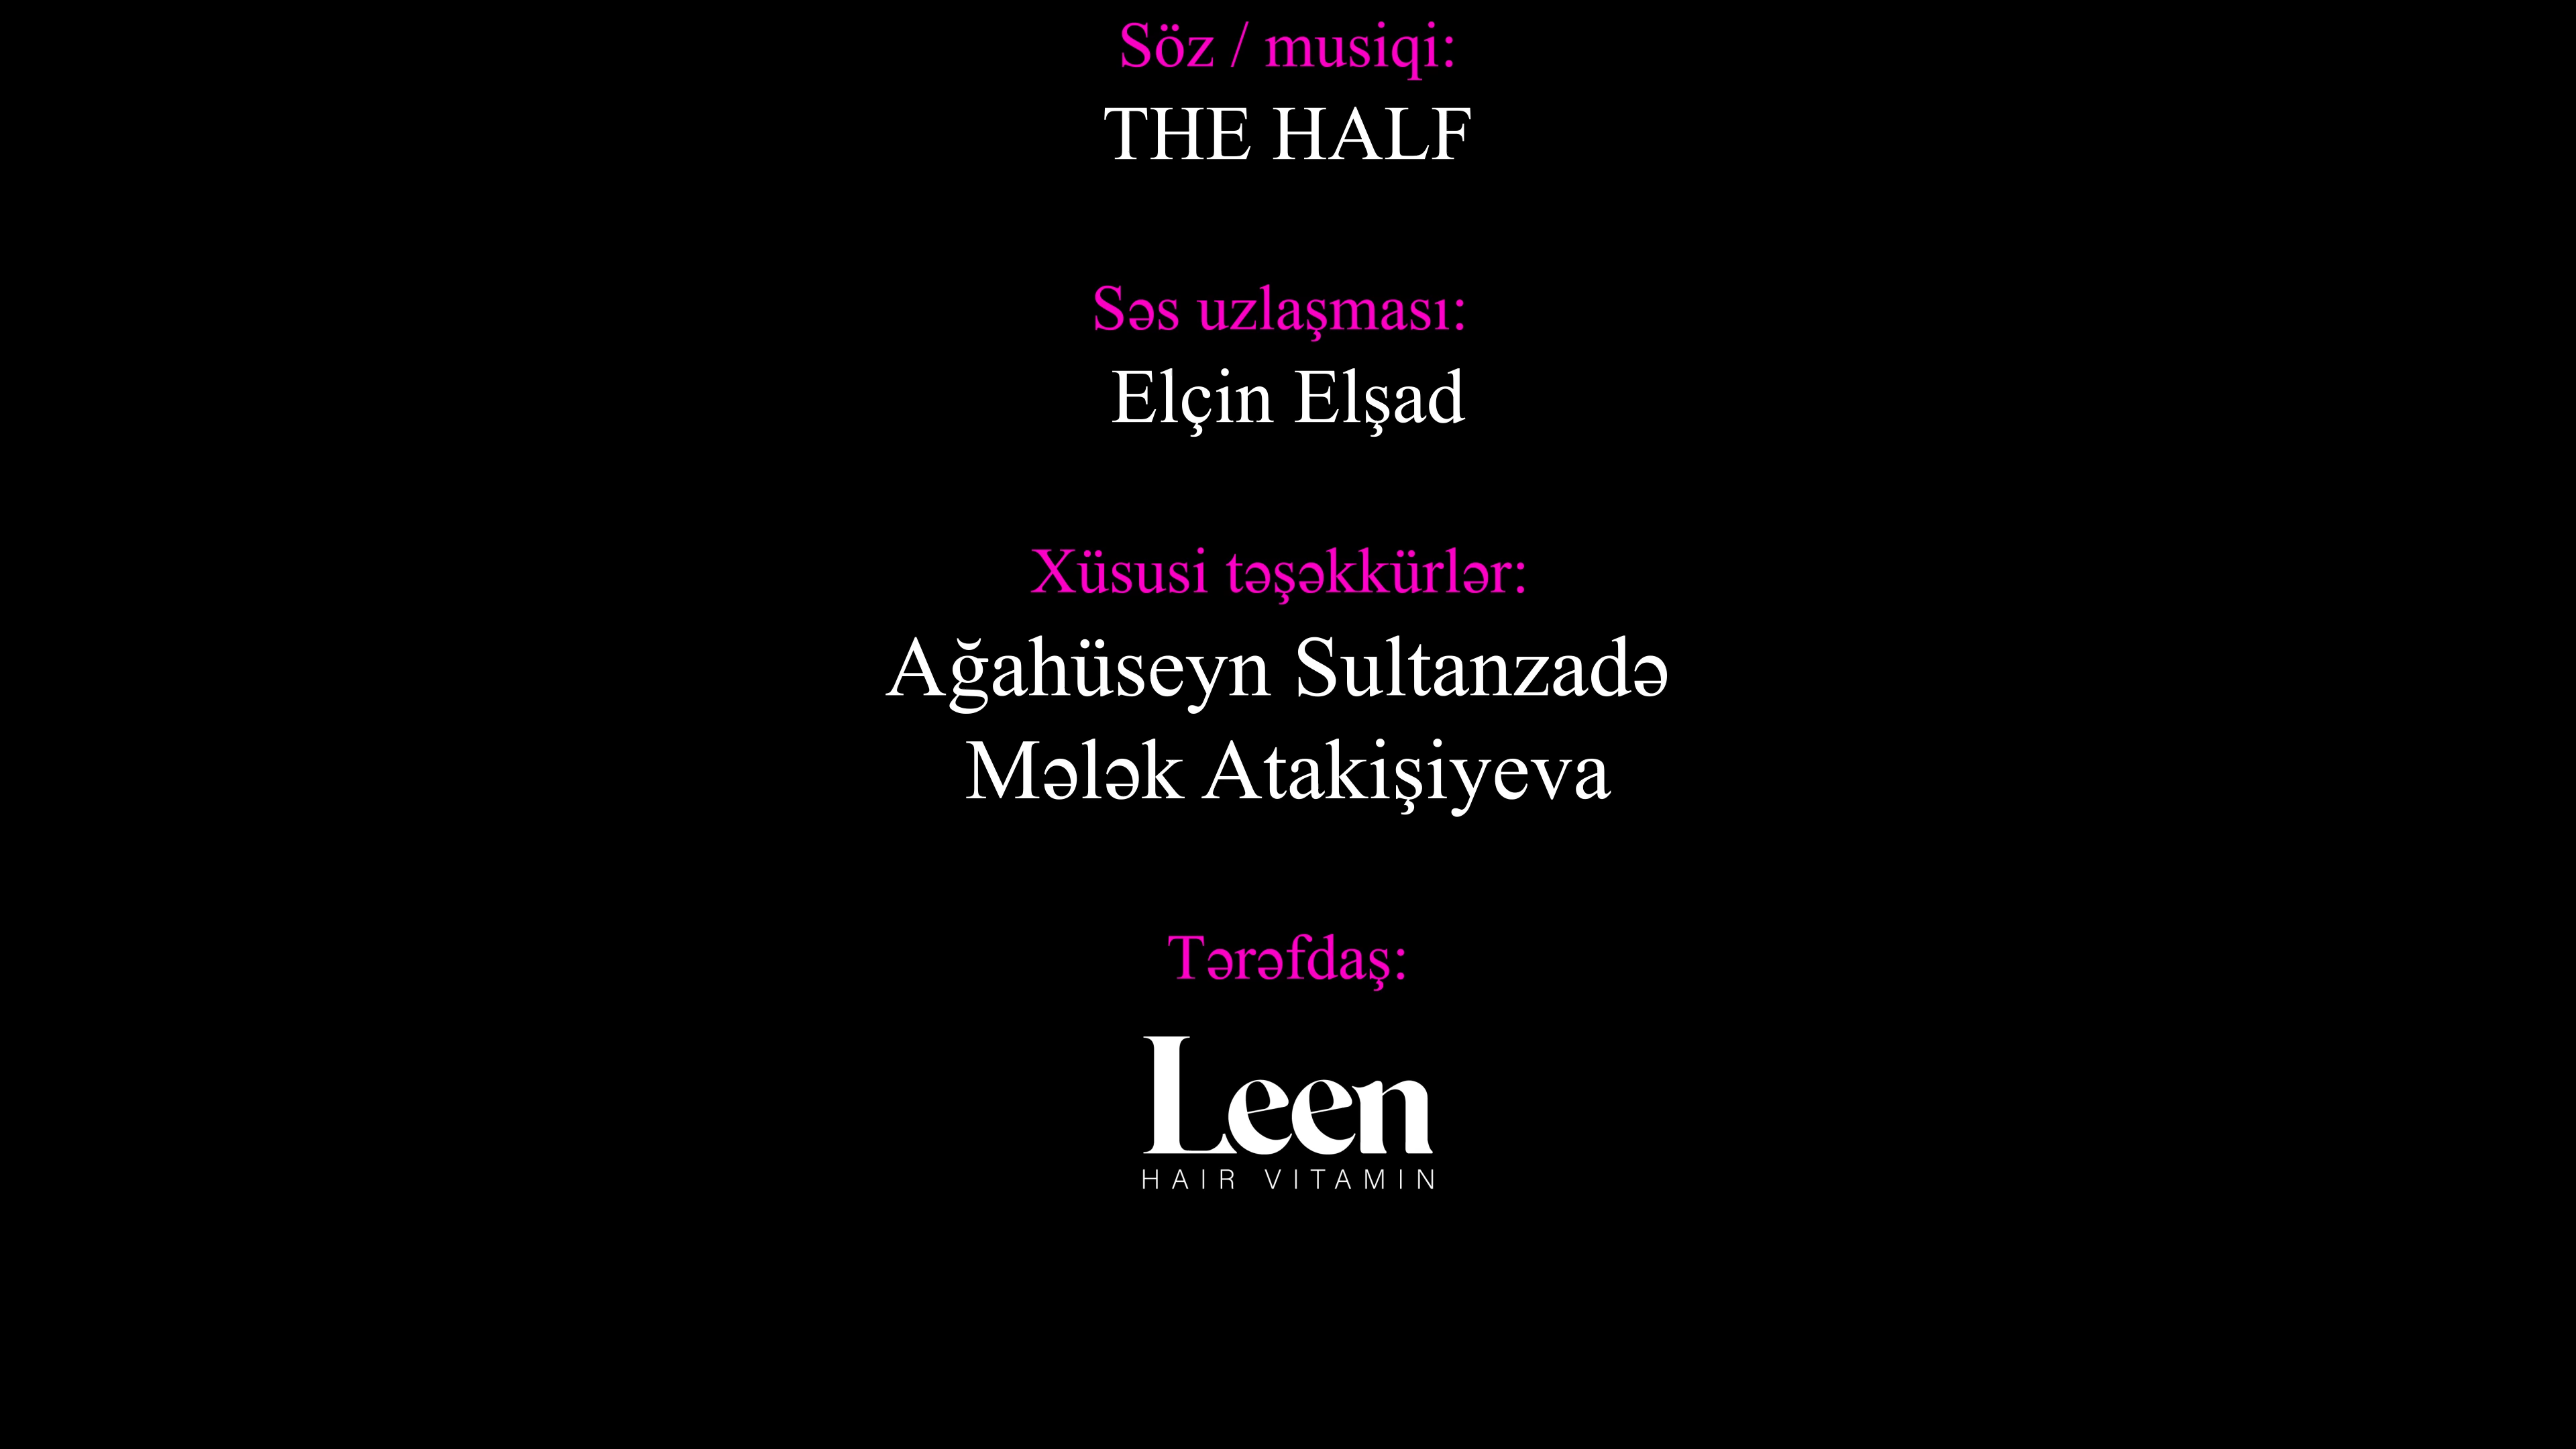 Söz / musiqi:
THE HALF
Səs uzlaşması:
Elçin Elşad
Xüsusi təşəkkürlər:
Ağahüseyn Sultanzadə
Mələk Atakişiyeva
Tərəfdaş:
Leen
HAIR VITAMIN